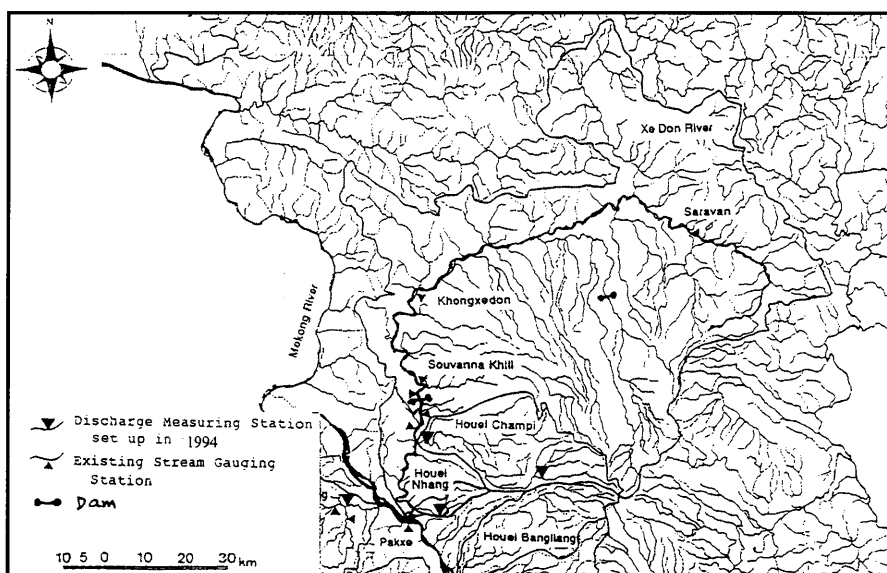 N
Xe Don River
Saravan
Khongxedon
Mekong River
Souvanna Khili
Houei Champi
Houei
Nhang
Houei Bangliang
Pakxe
g
Discharge Measuring Station
set up in 1994
Existing Stream Gauging
Station
Dam
10 5 0 10 20 30 km